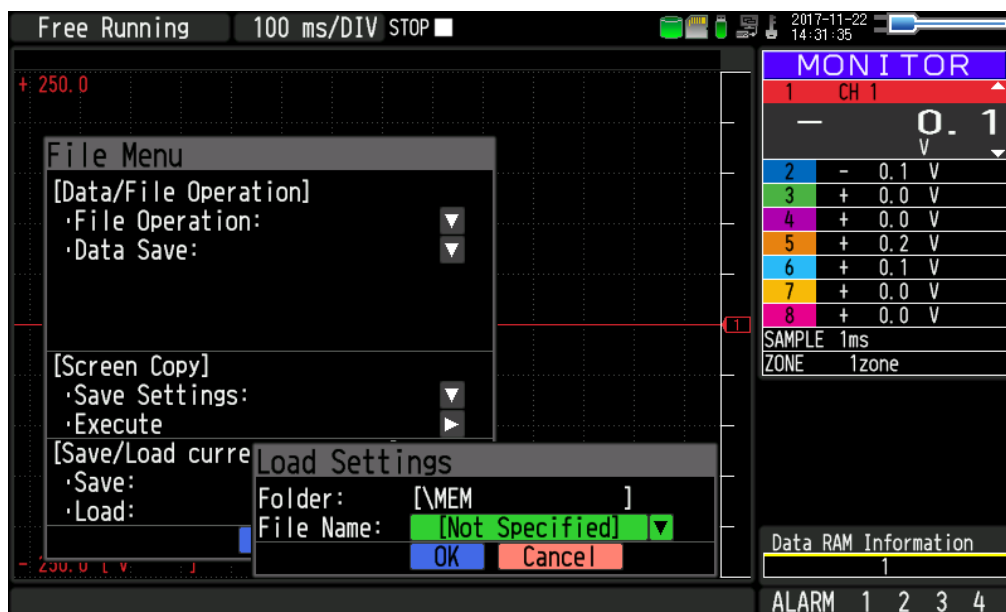 Free Running 100 ms/DIV STOP 2017-11-22
14:31:35
MONITOR
+ 250.0
1 CH 1
- 0. 1
V
2 - 0.1 V
3 + 0.0 V
4 + 0.0 V
5 + 0.2 V
6 + 0.1 V
7 + 0.0 V
8 + 0.0 V
SAMPLE 1ms
ZONE 1zone
File Menu
[Data/File Operation]
·File Operation:
·Data Save:
1
[Screen Copy]
·Save Settings:
·Execute
[Save/Load curre
·Save:
·Load:
Load Settings
Folder: [\MEM ]
File Name: [Not Specified]
OK Cancel
- 250.0 [ V ]
Data RAM Information
1
ALARM 1 2 3 4